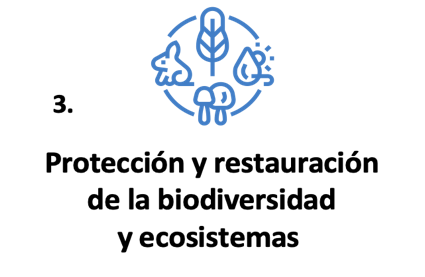 3.
Protección y restauración
de la biodiversidad
y ecosistemas